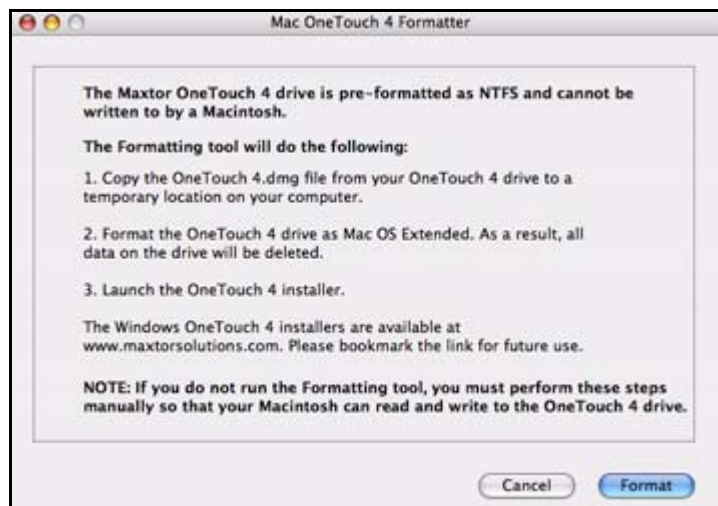 Mac OneTouch 4 Formatter
The Maxtor OneTouch 4 drive is pre-formatted as NTFS and cannot be
written to by a Macintosh.
The Formatting tool will do the following:
1. Copy the OneTouch 4.dmg file from your OneTouch 4 drive to a
temporary location on your computer.
2. Format the OneTouch 4 drive as Mac OS Extended. As a result, all
data on the drive will be deleted.
3. Launch the OneTouch 4 installer.
The Windows OneTouch 4 installers are available at
www.maxtorsolutions.com. Please bookmark the link for future use.
NOTE: If you do not run the Formatting tool, you must perform these steps
manually so that your Macintosh can read and write to the OneTouch 4 drive.
Cancel Format